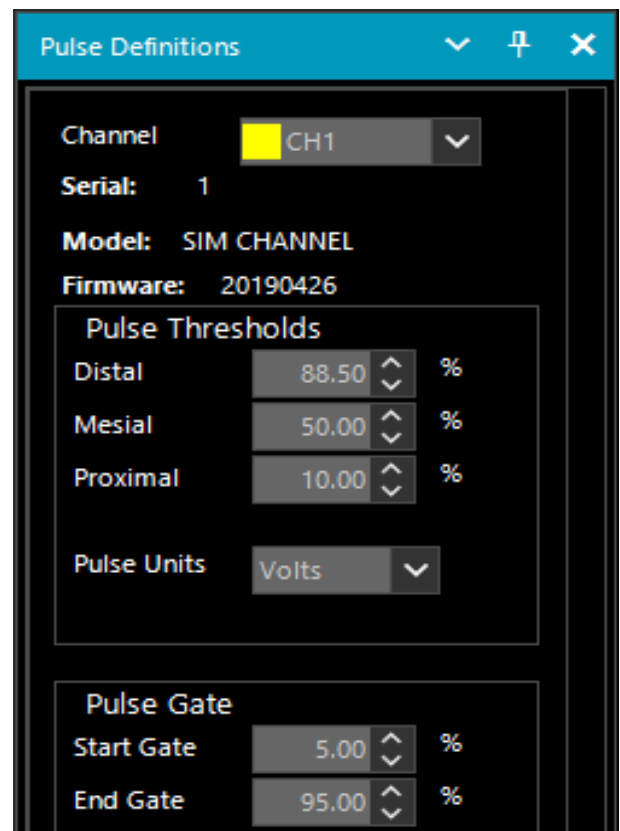 Pulse Definitions
Channel CH1
Serial: 1
Model: SIM CHANNEL
Firmware: 20190426
Pulse Thresholds
Distal 88.50 %
Mesial 50.00 %
Proximal 10.00 %
Pulse Units Volts
Pulse Gate
Start Gate 5.00 %
End Gate 95.00 %